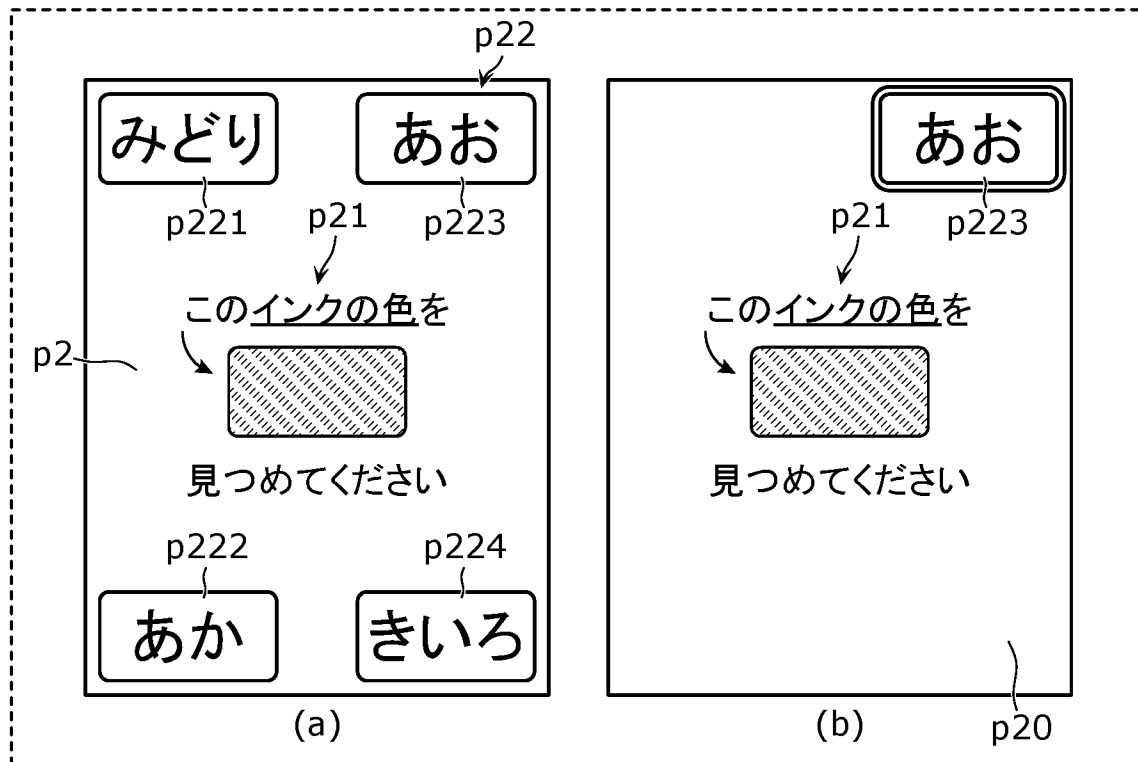 p22
みどり
あお
p221
p223
p21
このインクの色を
p2
見つめてください
p222
p224
あか
きいろ
(a)
あお
p223
p21
このインクの色を
見つめてください
p20
(b)